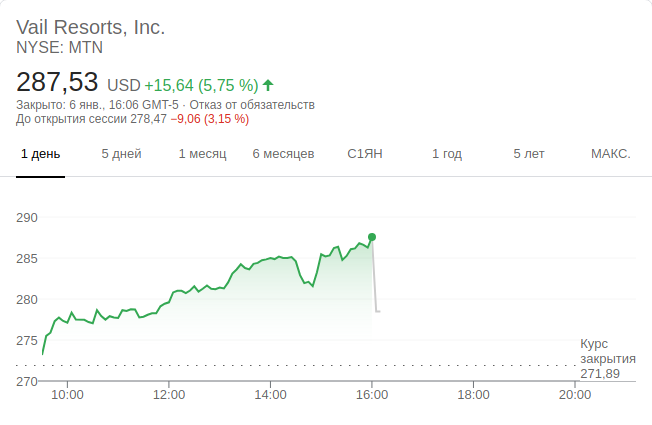 Vail Resorts, Inc.
NYSE: MTN
287,53 USD +15,64 (5,75 %)
Закрыто: 6 янв., 16:06 GMT-5 · Отказ от обязательств
До открытия сессии 278,47 −9,06 (3,15 %)
1 день 5 дней 1 месяц 6 месяцев С1ЯН 1 год 5 лет МАКС.
290
285
280
275
270
Курс
закрытия
271,89
10:00 12:00 14:00 16:00 18:00 20:00